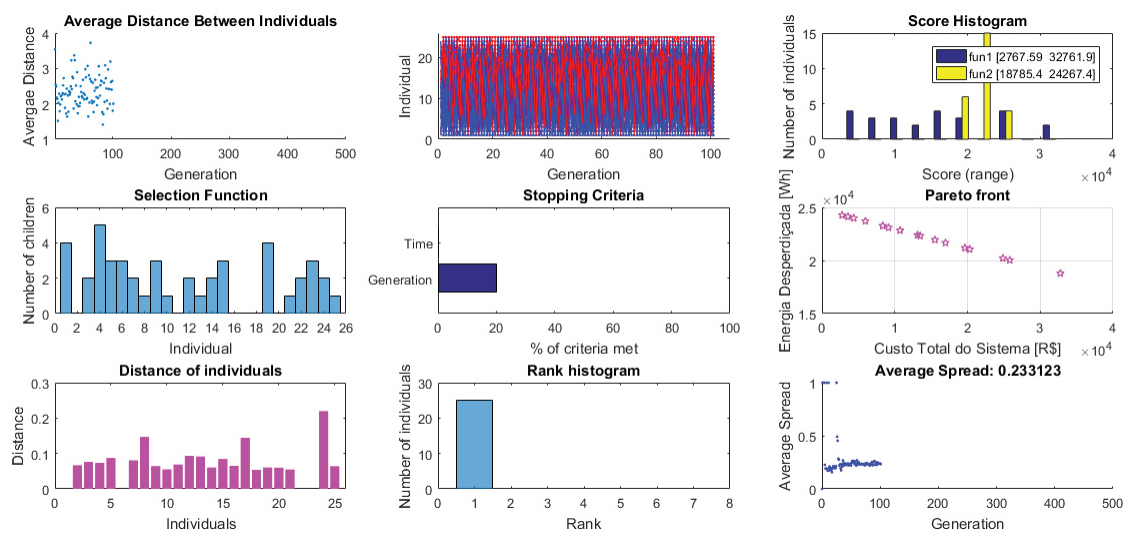 Average Distance Between Individuals
Avergae Distance
4
3
2
1
100 200 300 400 500
Generation
Individual
20
10
0
0 20 40 60 80 100
Generation
Score Histogram
Number of individuals
15
10
5
0
fun1 [2767.59 32761.9]
fun2 [18785.4 24267.4]
0 1 2 3 4
Score (range)
×10^4
Selection Function
Number of children
6
4
2
0
0 2 4 6 8 10 12 14 16 18 20 22 24 26
Individual
Stopping Criteria
Time
Generation
0 20 40 60 80 100
% of criteria met
Pareto front
×10^4
Energia Desperdiçada [Wh]
2.5
2
1.5
0 1 2 3 4
Custo Total do Sistema [R$]
×10^4
Distance of individuals
Distance
0.3
0.2
0.1
0
0 5 10 15 20 25
Individuals
Rank histogram
Number of individuals
30
20
10
0
0 1 2 3 4 5 6 7 8
Rank
Average Spread: 0.233123
Average Spread
1
0.5
0
0 100 200 300 400 500
Generation